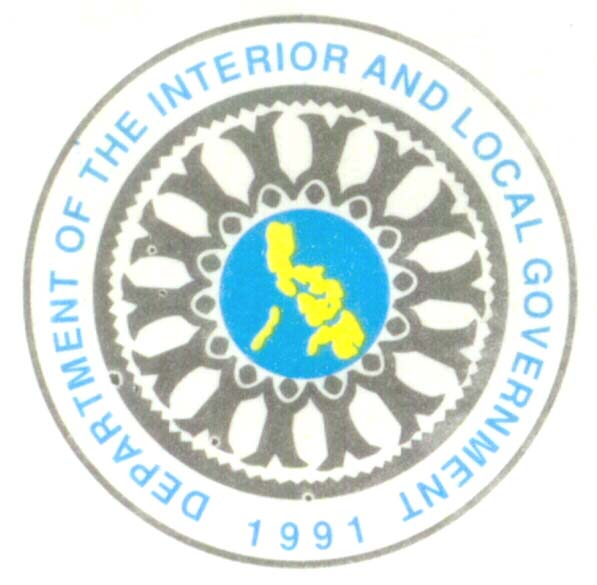 DEPARTMENT OF THE INTERIOR AND LOCAL GOVERNMENT
1991